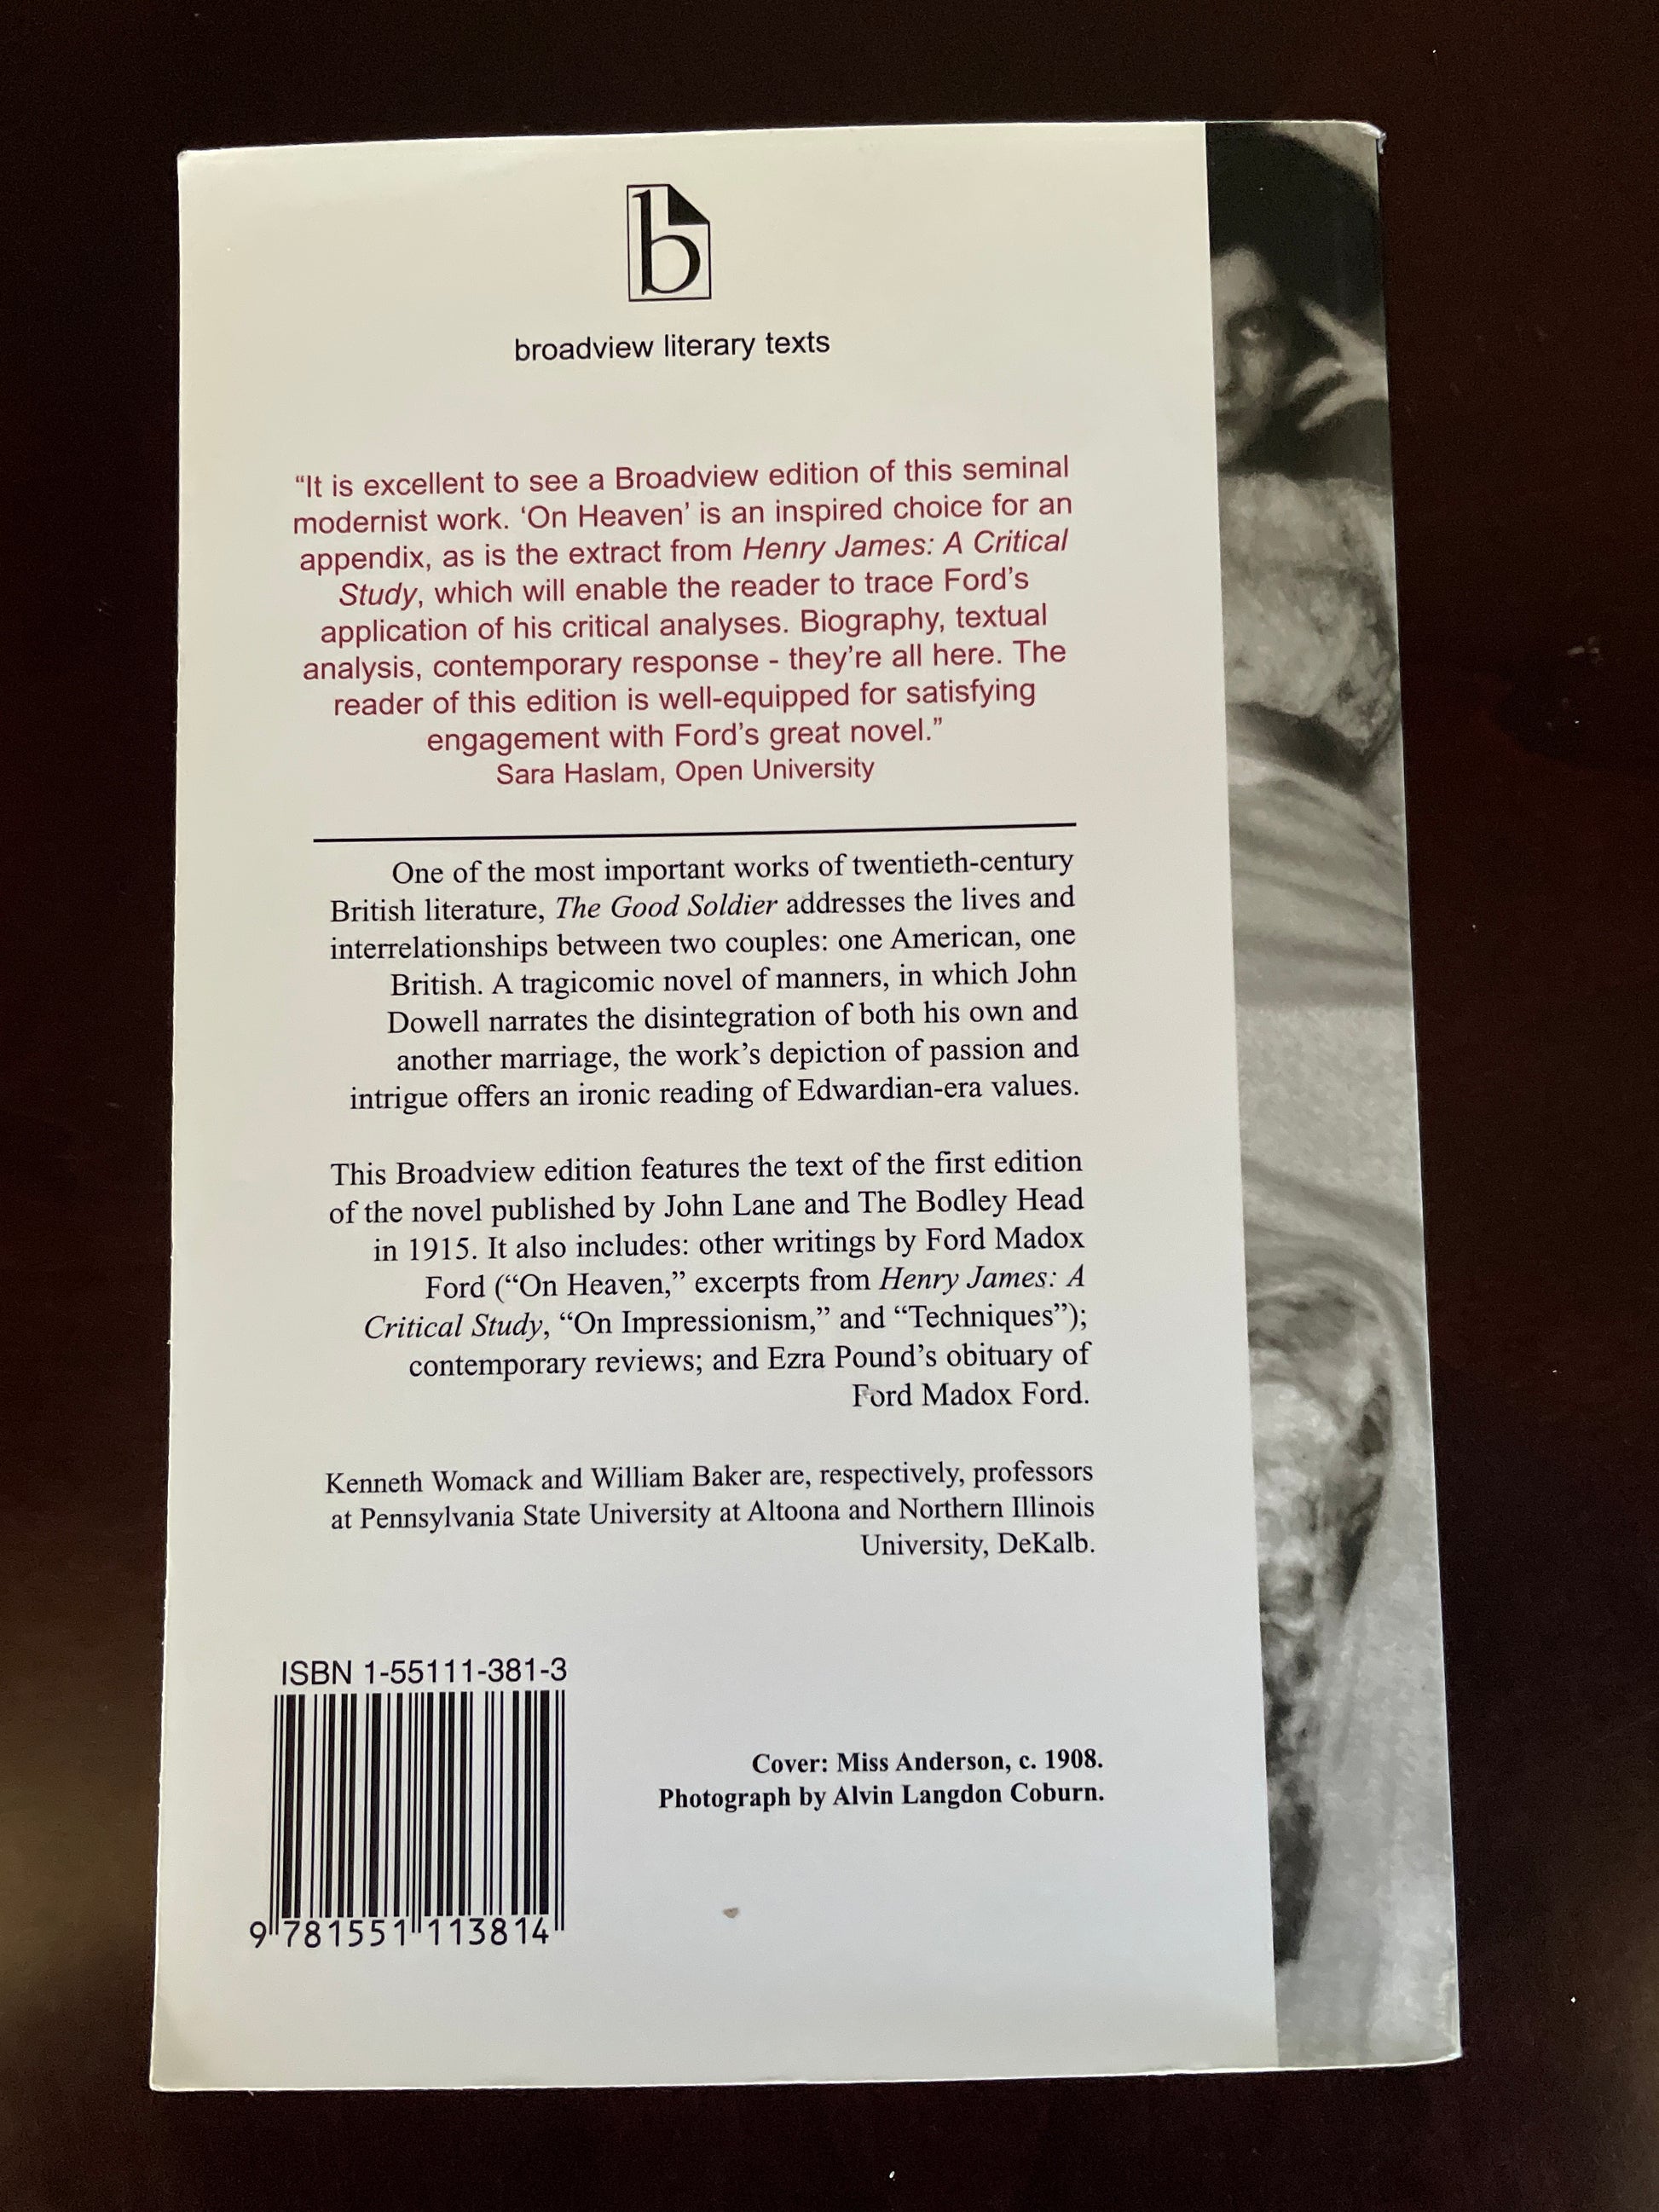 b
broadview literary texts
“It is excellent to see a Broadview edition of this seminal
modernist work. ‘On Heaven’ is an inspired choice for an
appendix, as is the extract from Henry James: A Critical
Study, which will enable the reader to trace Ford’s
application of his critical analyses. Biography, textual
analysis, contemporary response - they’re all here. The
reader of this edition is well-equipped for satisfying
engagement with Ford’s great novel.”
Sara Haslam, Open University
One of the most important works of twentieth-century
British literature, The Good Soldier addresses the lives and
interrelationships between two couples: one American, one
British. A tragicomic novel of manners, in which John
Dowell narrates the disintegration of both his own and
another marriage, the work’s depiction of passion and
intrigue offers an ironic reading of Edwardian-era values.
This Broadview edition features the text of the first edition
of the novel published by John Lane and The Bodley Head
in 1915. It also includes: other writings by Ford Madox
Ford (“On Heaven,” excerpts from Henry James: A
Critical Study, “On Impressionism,” and “Techniques”);
contemporary reviews; and Ezra Pound’s obituary of
Ford Madox Ford.
Kenneth Womack and William Baker are, respectively, professors
at Pennsylvania State University at Altoona and Northern Illinois
University, DeKalb.
ISBN 1-55111-381-3
9 781551 113814
Cover: Miss Anderson, c. 1908.
Photograph by Alvin Langdon Coburn.